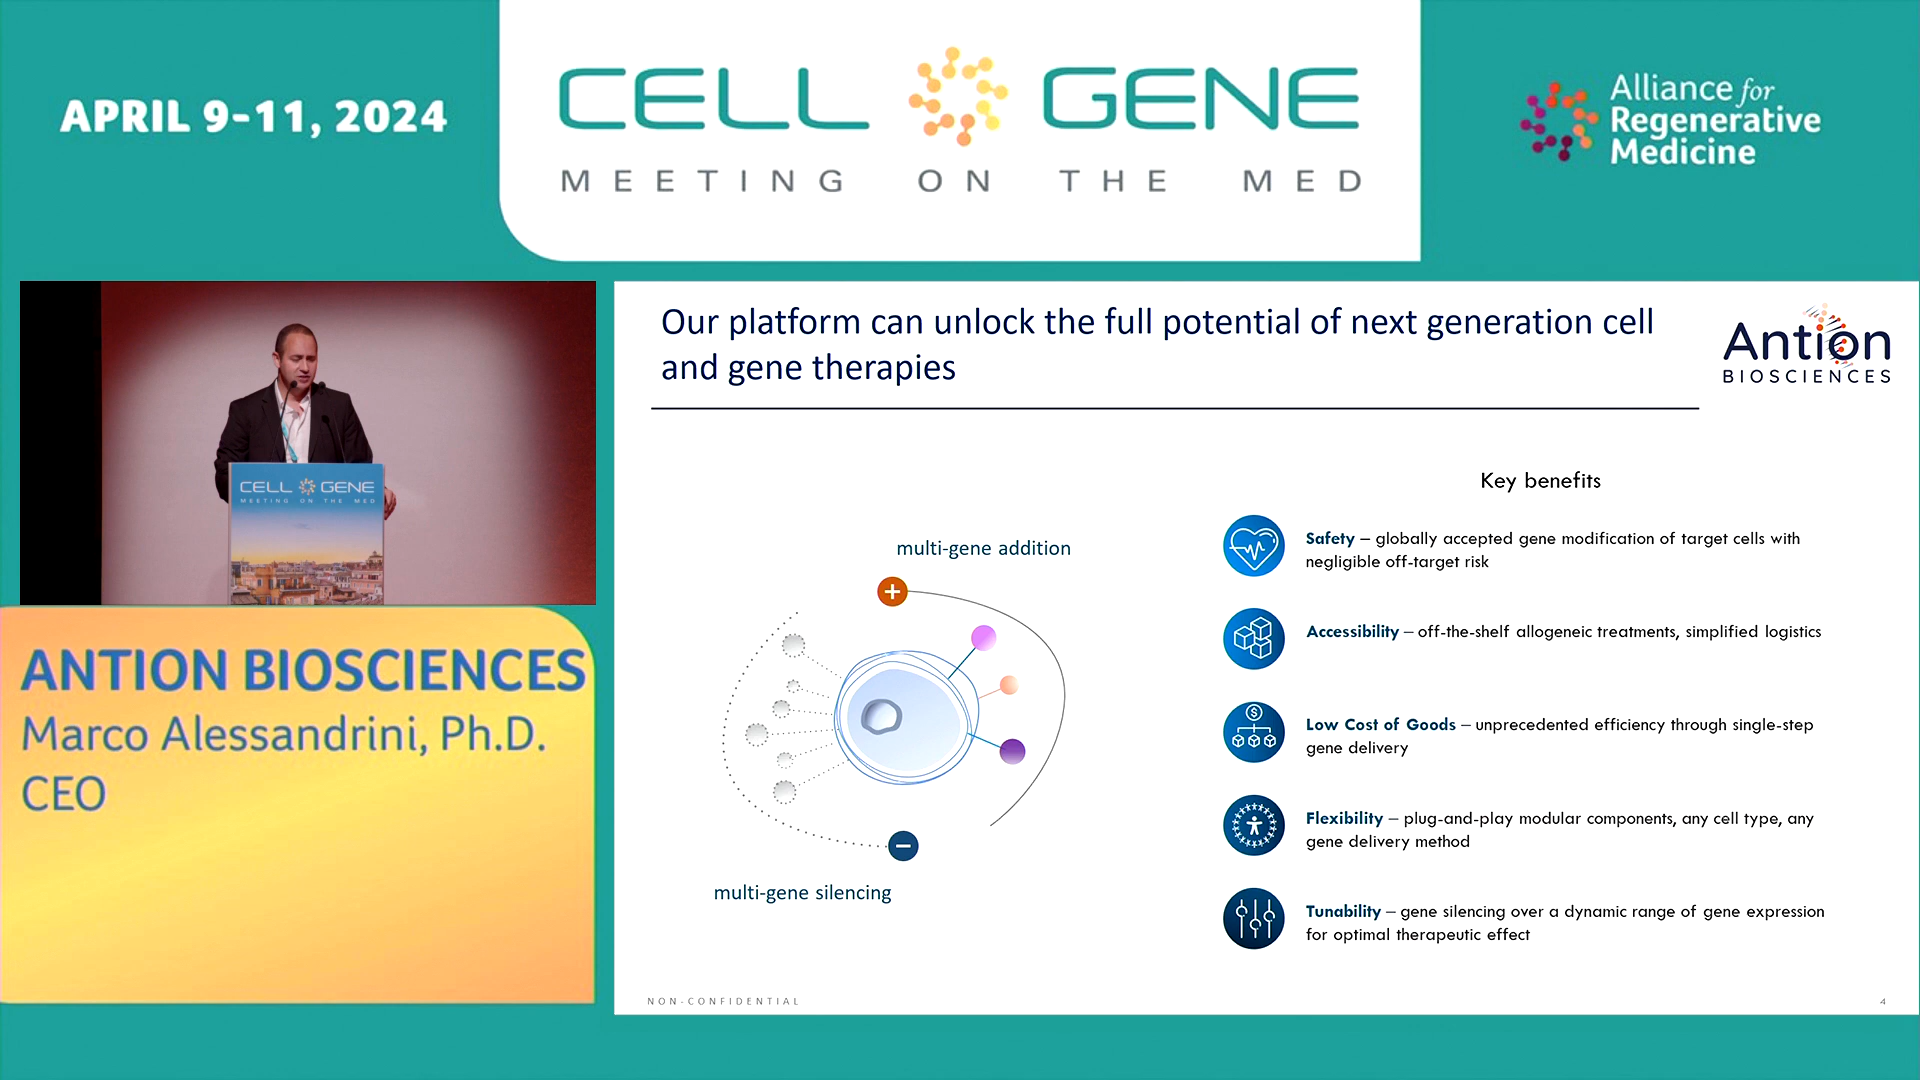 APRIL 9-11, 2024
CELL GENE
MEETING ON THE MED
Alliance for
Regenerative
Medicine
CELL GENE
MEETING ON THE MED
ANTION BIOSCIENCES
Marco Alessandrini, Ph.D.
CEO
Our platform can unlock the full potential of next generation cell
and gene therapies
Antion
BIOSCIENCES
multi-gene addition
multi-gene silencing
Key benefits
Safety – globally accepted gene modification of target cells with
negligible off-target risk
Accessibility – off-the-shelf allogeneic treatments, simplified logistics
Low Cost of Goods – unprecedented efficiency through single-step
gene delivery
Flexibility – plug-and-play modular components, any cell type, any
gene delivery method
Tunability – gene silencing over a dynamic range of gene expression
for optimal therapeutic effect
NON-CONFIDENTIAL
4